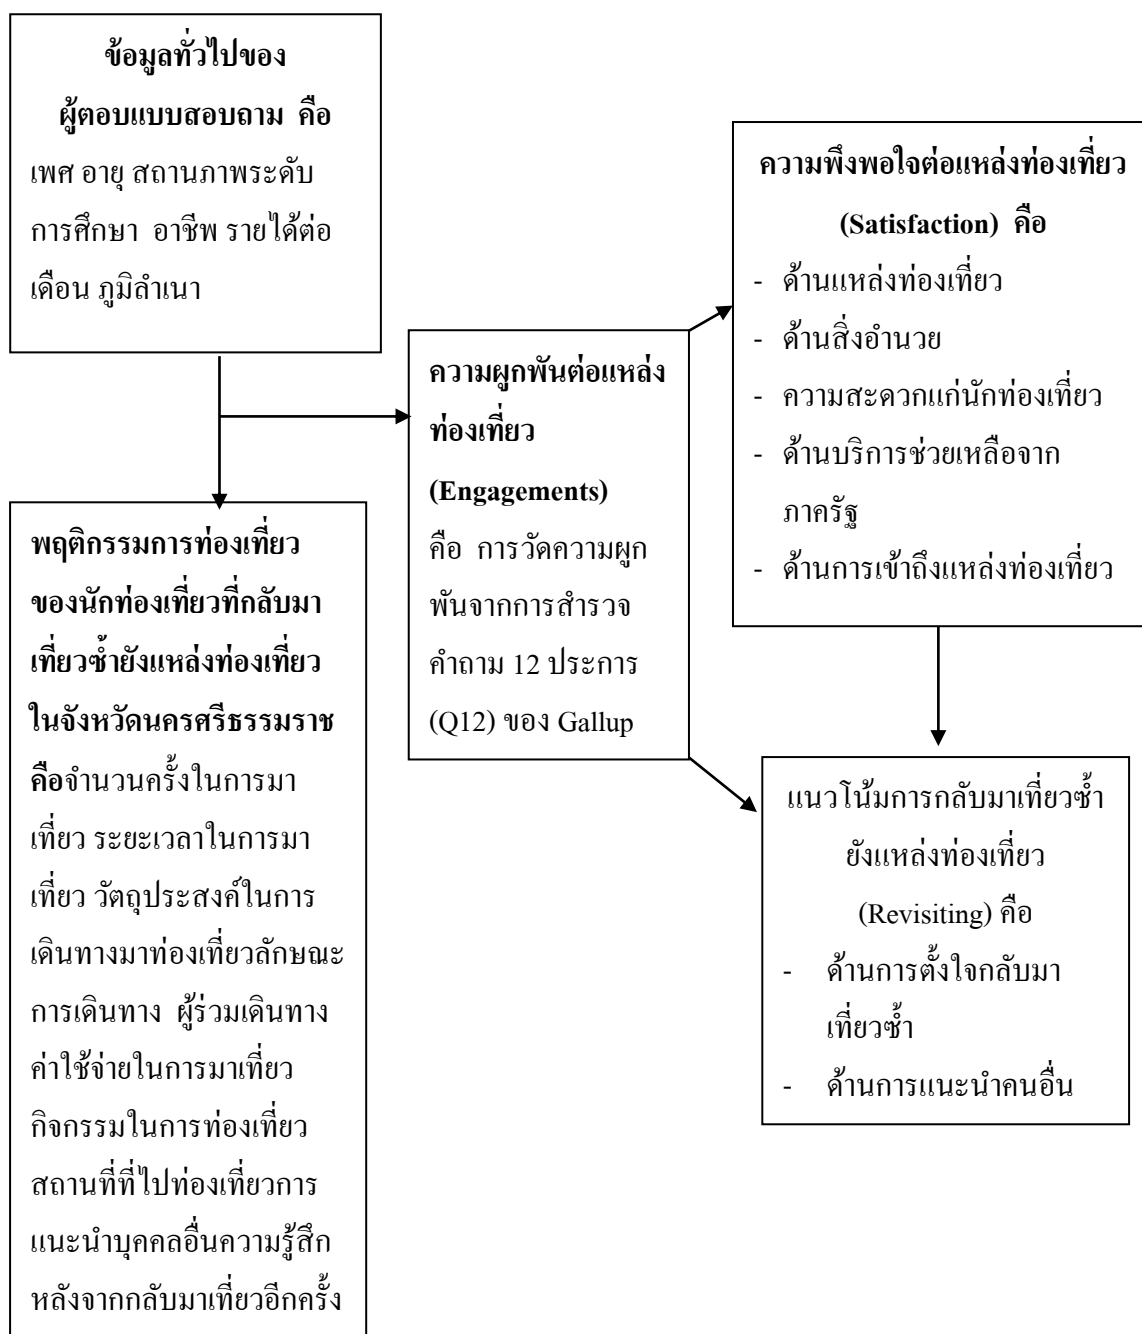 ข้อมูลทั่วไปของ
ผู้ตอบแบบสอบถาม คือ
เพศ อายุ สถานภาพระดับ
การศึกษา อาชีพ รายได้ต่อ
เดือน ภูมิลำเนา
พฤติกรรมการท่องเที่ยว
ของนักท่องเที่ยวที่กลับมา
เที่ยวซ้ำยังแหล่งท่องเที่ยว
ในจังหวัดนครศรีธรรมราช
คือจำนวนครั้งในการมา
เที่ยว ระยะเวลาในการมา
เที่ยว วัตถุประสงค์ในการ
เดินทางมาท่องเที่ยวลักษณะ
การเดินทาง ผู้ร่วมเดินทาง
ค่าใช้จ่ายในการมาเที่ยว
กิจกรรมในการท่องเที่ยว
สถานที่ที่ไปท่องเที่ยวการ
แนะนำบุคคลอื่นความรู้สึก
หลังจากกลับมาเที่ยวอีกครั้ง
ความผูกพันต่อแหล่ง
ท่องเที่ยว
(Engagements)
คือ การวัดความผูก
พันจากการสำรวจ
คำถาม 12 ประการ
(Q12) ของ Gallup
ความพึงพอใจต่อแหล่งท่องเที่ยว
(Satisfaction) คือ
- ด้านแหล่งท่องเที่ยว
- ด้านสิ่งอำนวย
- ความสะดวกแก่นักท่องเที่ยว
- ด้านบริการช่วยเหลือจาก
ภาครัฐ
- ด้านการเข้าถึงแหล่งท่องเที่ยว
แนวโน้มการกลับมาเที่ยวซ้ำ
ยังแหล่งท่องเที่ยว
(Revisiting) คือ
- ด้านการตั้งใจกลับมา
เที่ยวซ้ำ
- ด้านการแนะนำคนอื่น